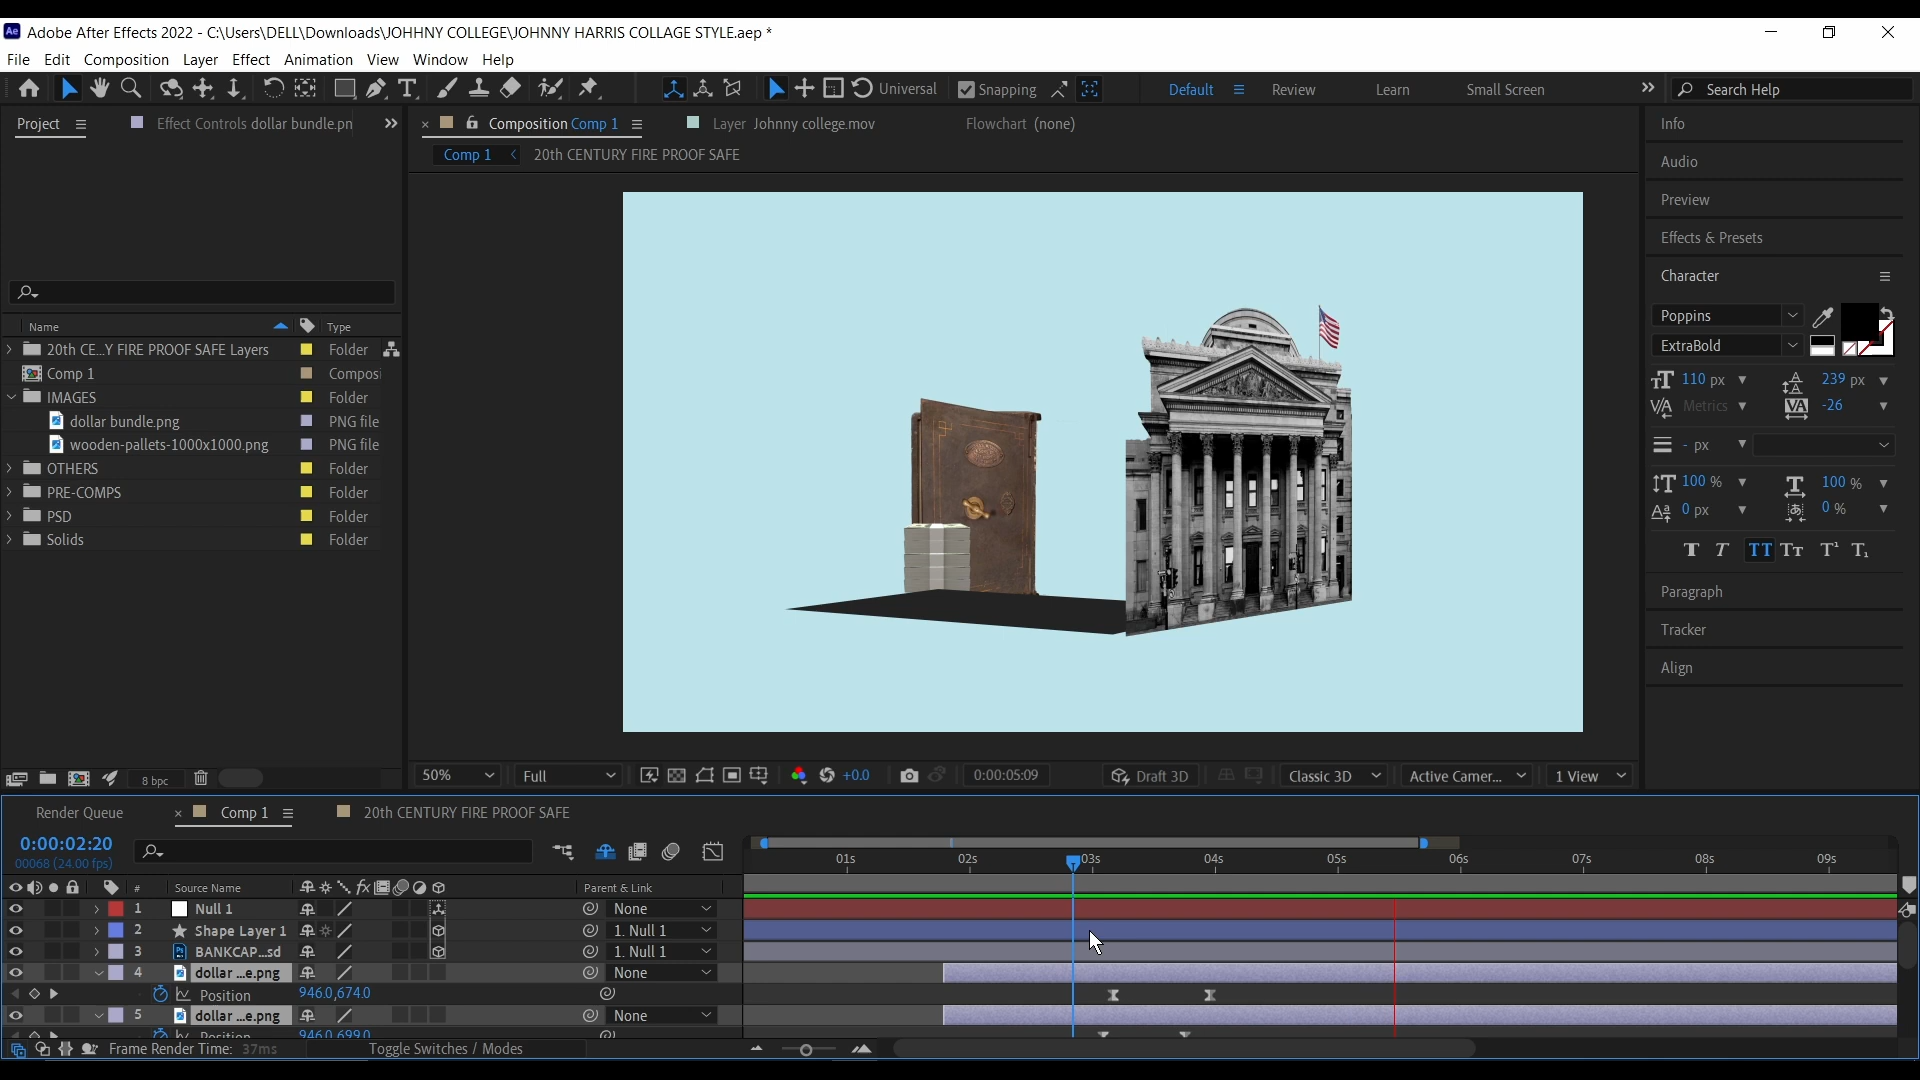 Ae Adobe After Effects 2022 - C:\Users\DELL\Downloads\JOHHNY COLLEGE\JOHNNY HARRIS COLLAGE STYLE.aep *
File Edit Composition Layer Effect Animation View Window Help
Universal Snapping Default Review Learn Small Screen Search Help
Project Effect Controls dollar bundle.pn Composition Comp 1 Layer Johnny college.mov Flowchart (none) Info
Comp 1 20th CENTURY FIRE PROOF SAFE
Audio
Preview
Effects & Presets
Character
Name Type
20th CE...Y FIRE PROOF SAFE Layers Folder
Comp 1 Composi
IMAGES Folder
dollar bundle.png PNG file
wooden-pallets-1000x1000.png PNG file
OTHERS Folder
PRE-COMPS Folder
PSD Folder
Solids Folder
Poppins
ExtraBold
110 px 239 px
Metrics -26
- px
100 % 100 %
0 px 0 %
T T TT Tt T¹ T₁
Paragraph
Tracker
Align
8 bpc
50% Full +0.0 0:00:05:09 Draft 3D Classic 3D Active Camer... 1 View
Render Queue Comp 1 20th CENTURY FIRE PROOF SAFE
0:00:02:20
00068 (24.00 fps)
01s 02s 03s 04s 05s 06s 07s 08s 09s
# Source Name fx Parent & Link
1 Null 1 None
2 Shape Layer 1 1. Null 1
3 BANKCAP...sd 1. Null 1
4 dollar ...e.png None
Position 946.0,674.0
5 dollar ...e.png None
Position 946.0,699.0
Frame Render Time: 37ms Toggle Switches / Modes